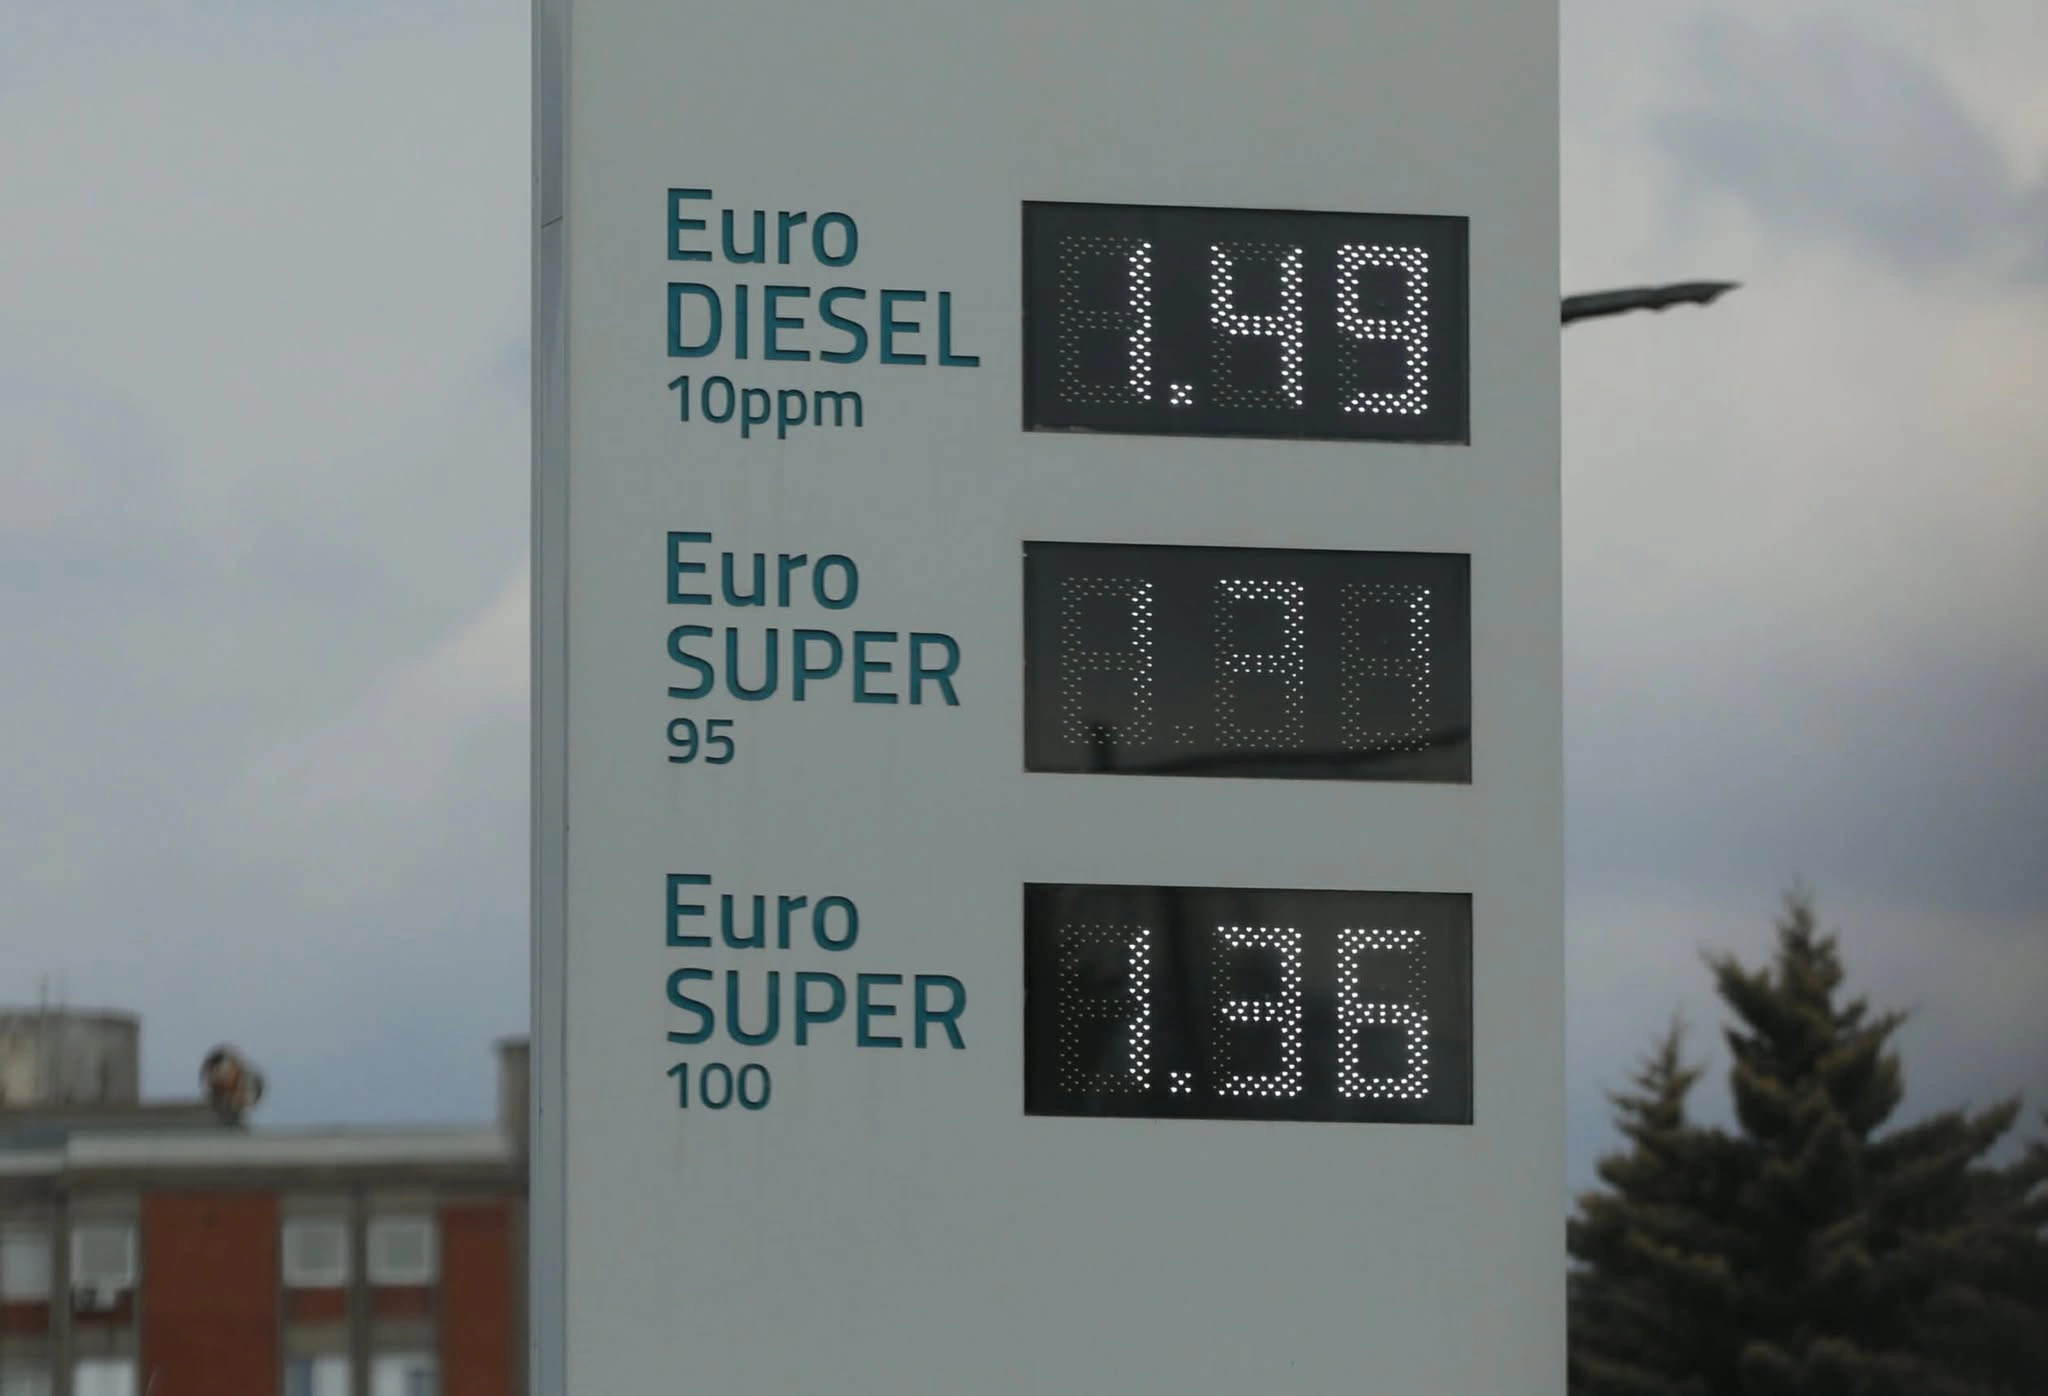 Euro
DIESEL
10ppm
1.49
Euro
SUPER
95
Euro
SUPER
100
1.36